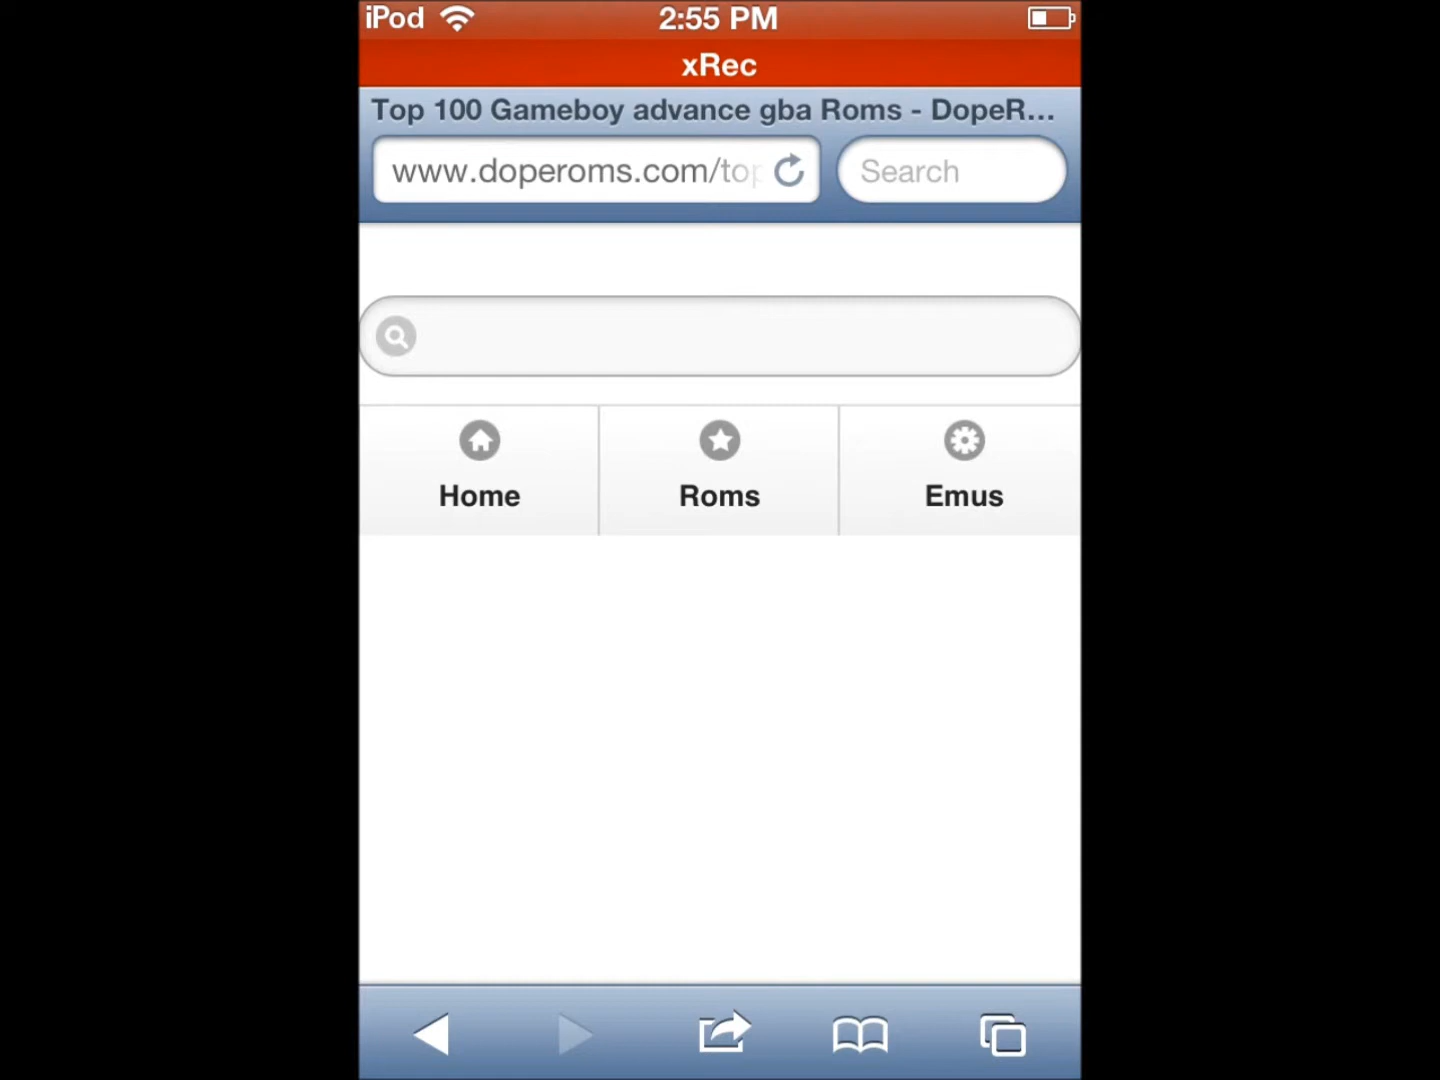 iPod 2:55 PM
xRec
Top 100 Gameboy advance gba Roms - DopeR...
www.doperoms.com/top Search
Home Roms Emus